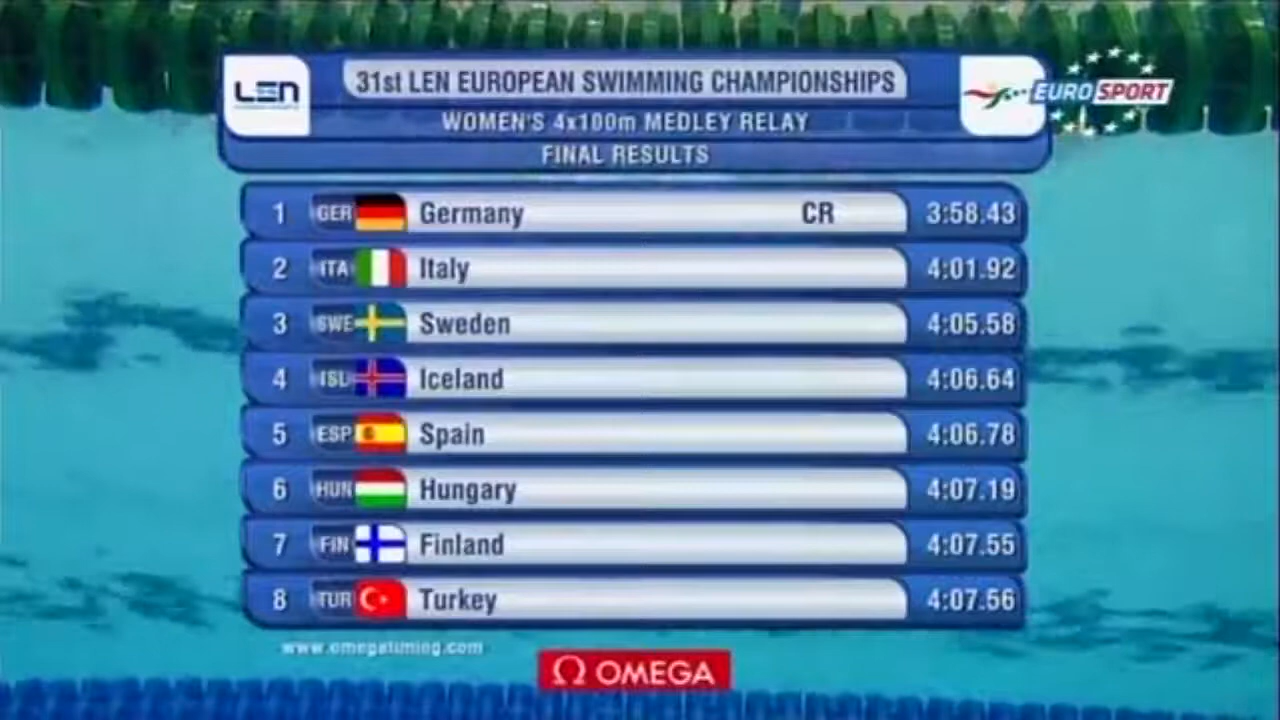 LEN
31st LEN EUROPEAN SWIMMING CHAMPIONSHIPS
EUROSPORT
WOMEN'S 4x100m MEDLEY RELAY
FINAL RESULTS
1 GER Germany CR 3:58.43
2 ITA Italy 4:01.92
3 SWE Sweden 4:05.58
4 ISL Iceland 4:06.64
5 ESP Spain 4:06.78
6 HUN Hungary 4:07.19
7 FIN Finland 4:07.55
8 TUR Turkey 4:07.56
www.omegatiming.com
Ω OMEGA